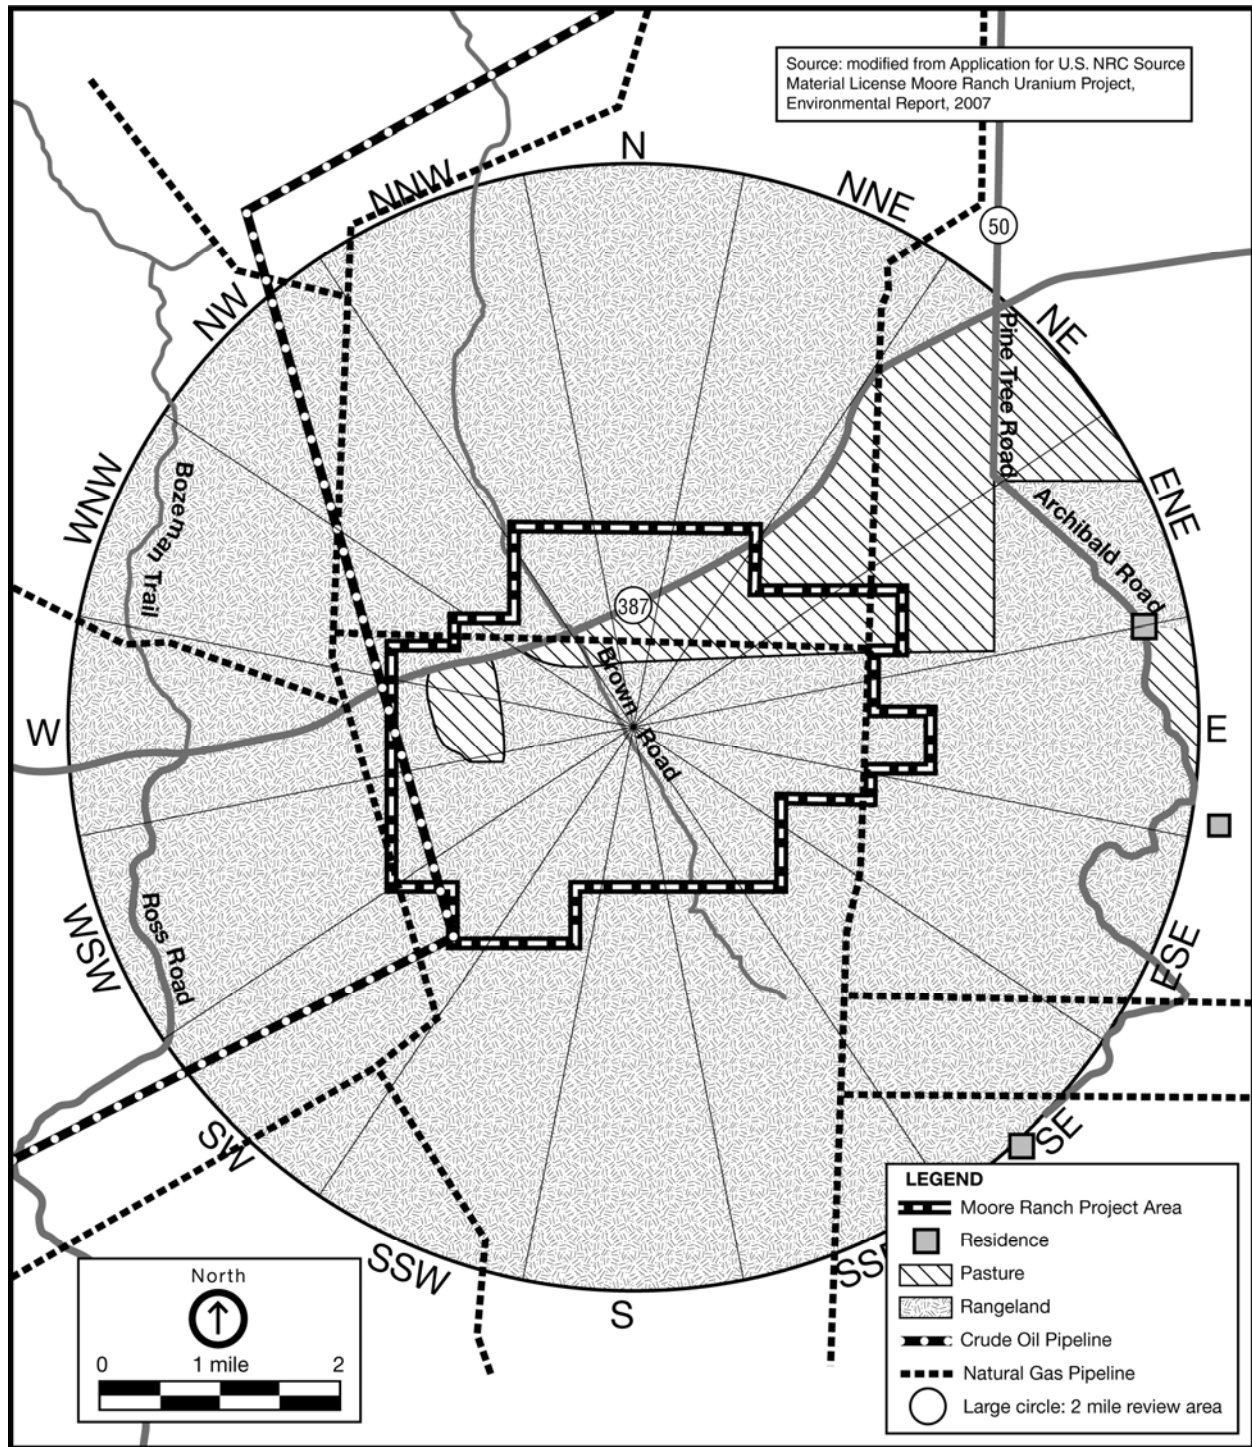 Source: modified from Application for U.S. NRC Source
Material License Moore Ranch Uranium Project,
Environmental Report, 2007
N
NNW
NNE
50
NW
NE
Pine Tree Road
WNW
ENE
Bozeman Trail
Archibald Road
387
Brown Road
W
E
WSW
Ross Road
ESE
SW
SE
SSW
S
LEGEND
Moore Ranch Project Area
Residence
Pasture
Rangeland
Crude Oil Pipeline
Natural Gas Pipeline
Large circle: 2 mile review area
North
0 1 mile 2